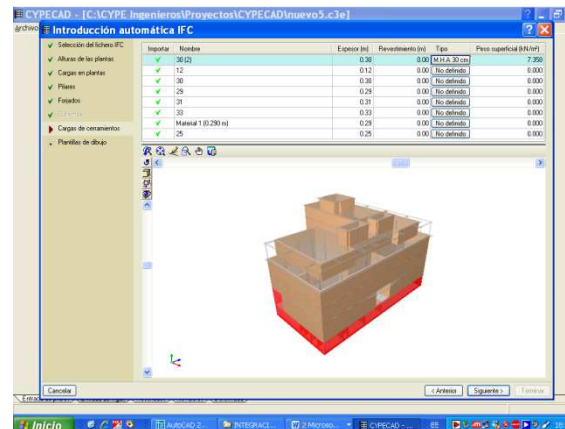 CYPECAD - [C:\CYPE Ingenieros\Proyectos\CYPECAD\nuevo5.c3e]
Archivo
Introducción automática IFC
Selección del fichero IFC
Alturas de las plantas
Cargas en plantas
Pilares
Forjados
Cargas de cerramientos
Plantillas de dibujo
Importar Nombre Espesor (m) Revestimiento (m) Tipo Peso superficial (kN/m²)
30 (2) 0.30 0.00 M.H.A 30 cm 7.350
12 0.12 0.00 No definido 0.000
30 0.30 0.00 No definido 0.000
29 0.29 0.00 No definido 0.000
31 0.31 0.00 No definido 0.000
33 0.33 0.00 No definido 0.000
Material 1 (0.290 m) 0.29 0.00 No definido 0.000
25 0.25 0.00 No definido 0.000
Cancelar < Anterior Siguiente > Terminar
Inicio AutoCAD 2... INTEGRACI... 2 Microso... CYPECAD - ... ES